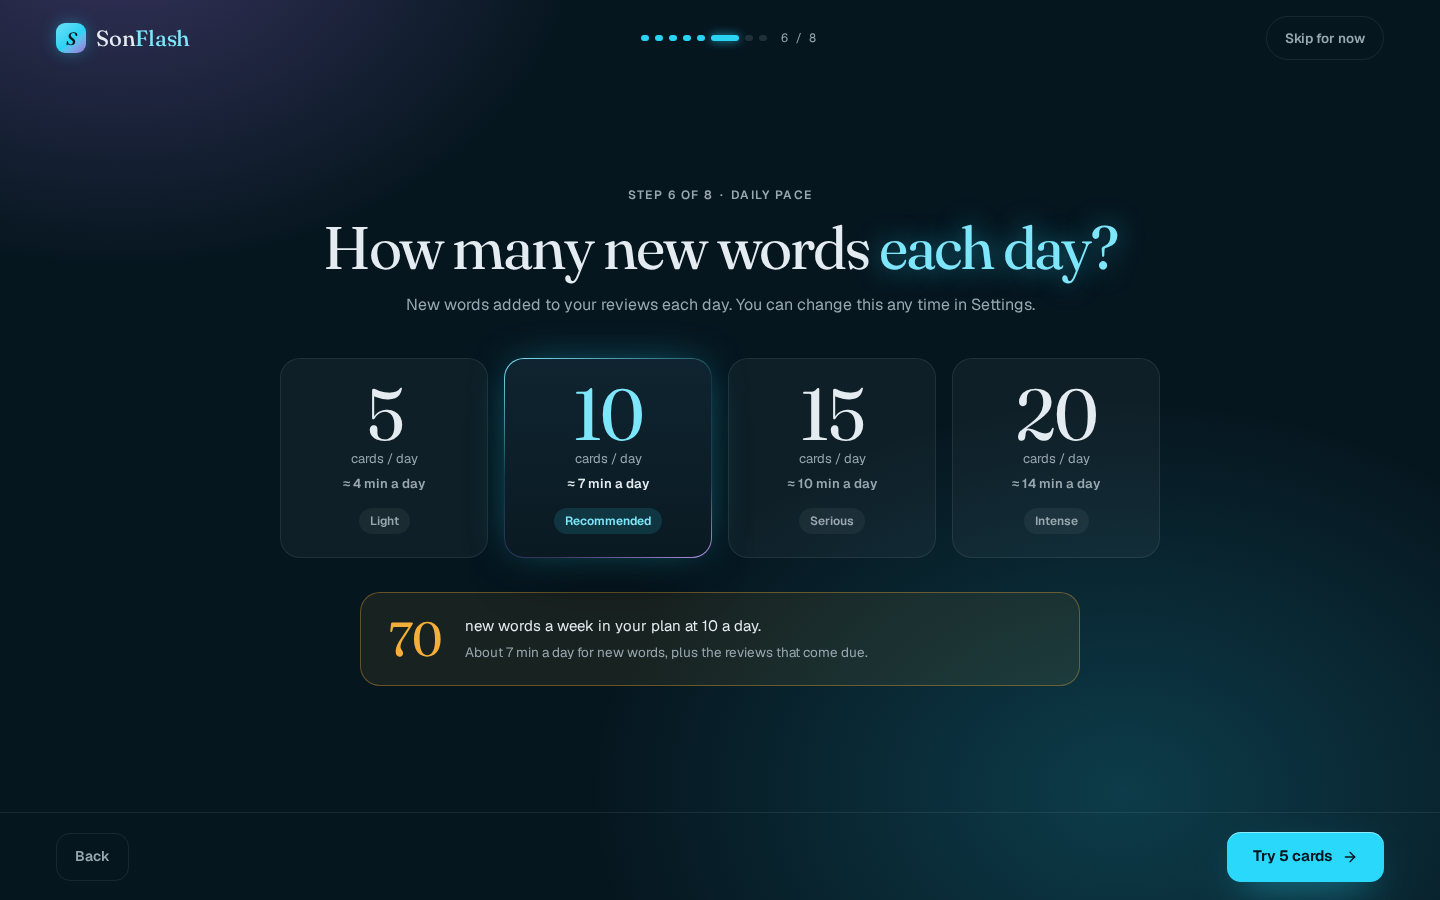 S SonFlash
6 / 8
Skip for now
STEP 6 OF 8 · DAILY PACE
How many new words each day?
New words added to your reviews each day. You can change this any time in Settings.
5
cards / day
≈ 4 min a day
Light
10
cards / day
≈ 7 min a day
Recommended
15
cards / day
≈ 10 min a day
Serious
20
cards / day
≈ 14 min a day
Intense
70
new words a week in your plan at 10 a day.
About 7 min a day for new words, plus the reviews that come due.
Back
Try 5 cards →